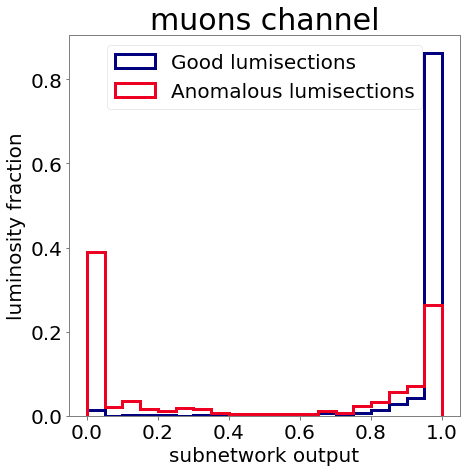 muons channel
Good lumisections
Anomalous lumisections
luminosity fraction
0.8
0.6
0.4
0.2
0.0
0.0 0.2 0.4 0.6 0.8 1.0
subnetwork output